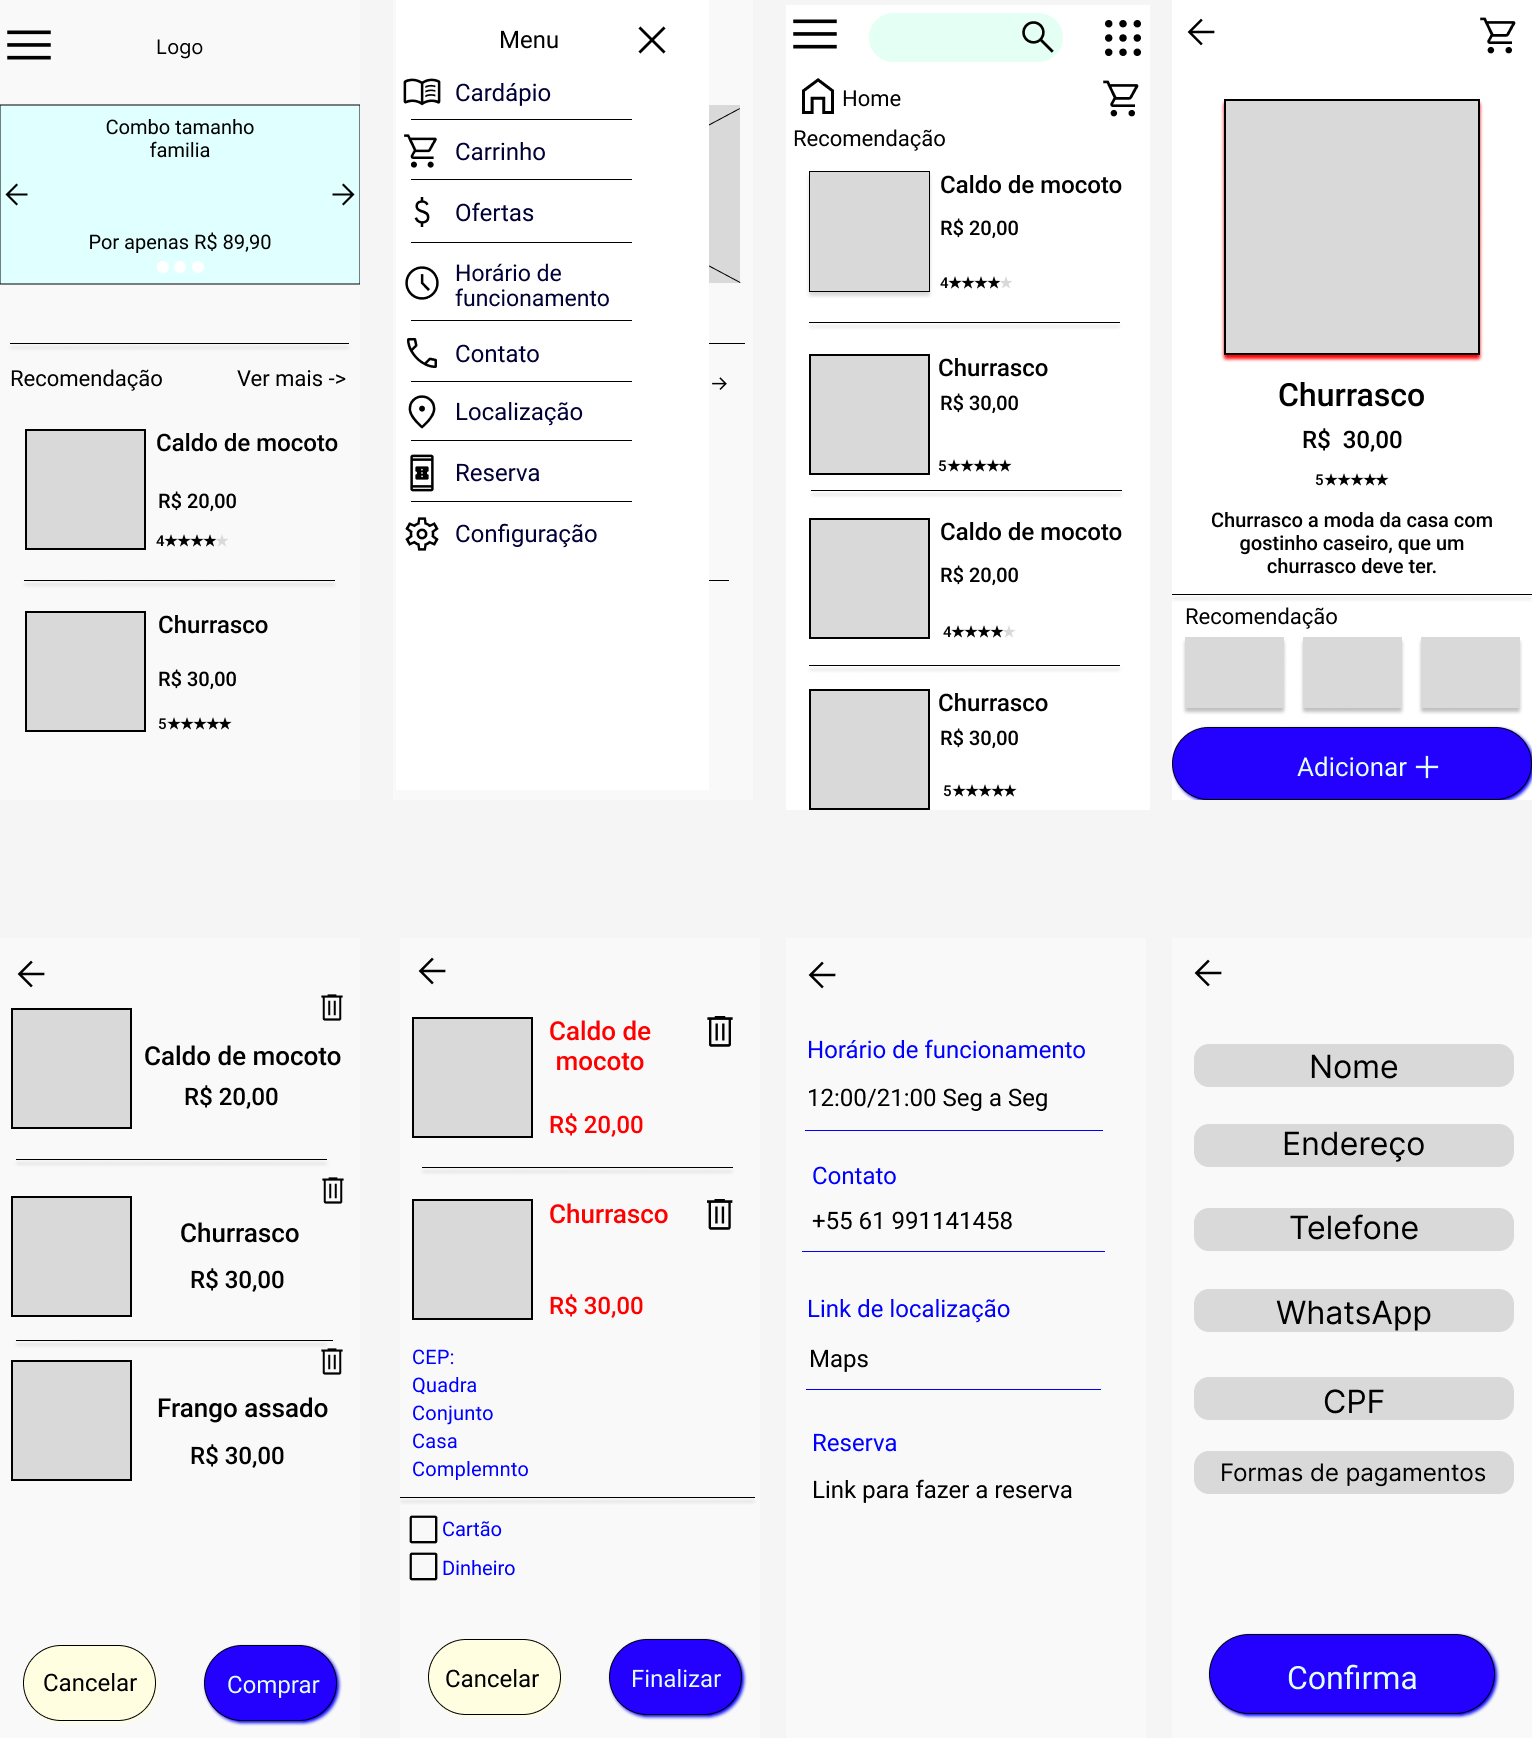 Logo
Combo tamanho
familia
Por apenas R$ 89,90
Recomendação
Ver mais ->
Caldo de mocoto
R$ 20,00
4★★★★★
Churrasco
R$ 30,00
5★★★★★
Menu
Cardápio
Carrinho
Ofertas
Horário de
funcionamento
Contato
Localização
Reserva
Configuração
Home
Recomendação
Caldo de mocoto
R$ 20,00
4★★★★★
Churrasco
R$ 30,00
5★★★★★
Caldo de mocoto
R$ 20,00
4★★★★★
Churrasco
R$ 30,00
5★★★★★
Churrasco
R$ 30,00
5★★★★★
Churrasco a moda da casa com
gostinho caseiro, que um
churrasco deve ter.
Recomendação
Adicionar +
Caldo de mocoto
R$ 20,00
Churrasco
R$ 30,00
Frango assado
R$ 30,00
Cancelar
Comprar
Caldo de
mocoto
R$ 20,00
Churrasco
R$ 30,00
CEP:
Quadra
Conjunto
Casa
Complemnto
Cartão
Dinheiro
Cancelar
Finalizar
Horário de funcionamento
12:00/21:00 Seg a Seg
Contato
+55 61 991141458
Link de localização
Maps
Reserva
Link para fazer a reserva
Nome
Endereço
Telefone
WhatsApp
CPF
Formas de pagamentos
Confirma